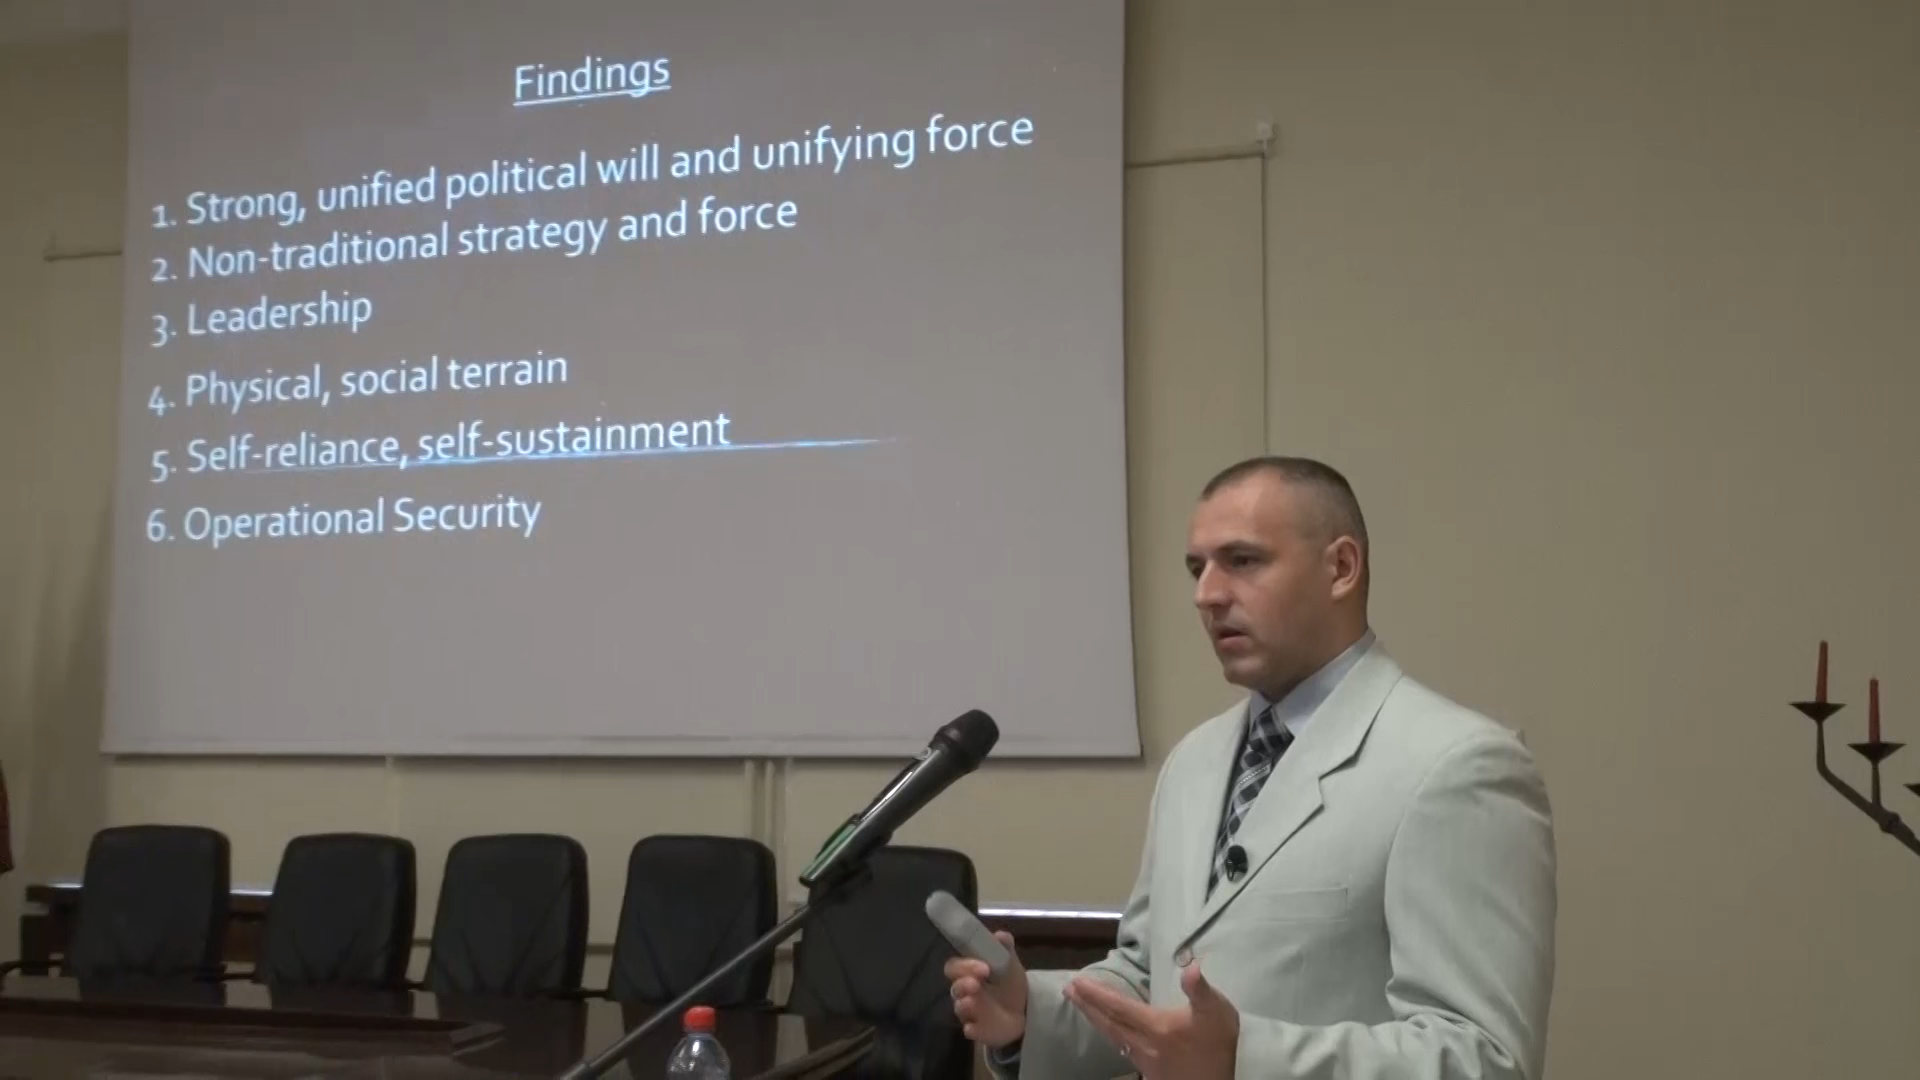 Findings
1. Strong, unified political will and unifying force
2. Non-traditional strategy and force
3. Leadership
4. Physical, social terrain
5. Self-reliance, self-sustainment
6. Operational Security